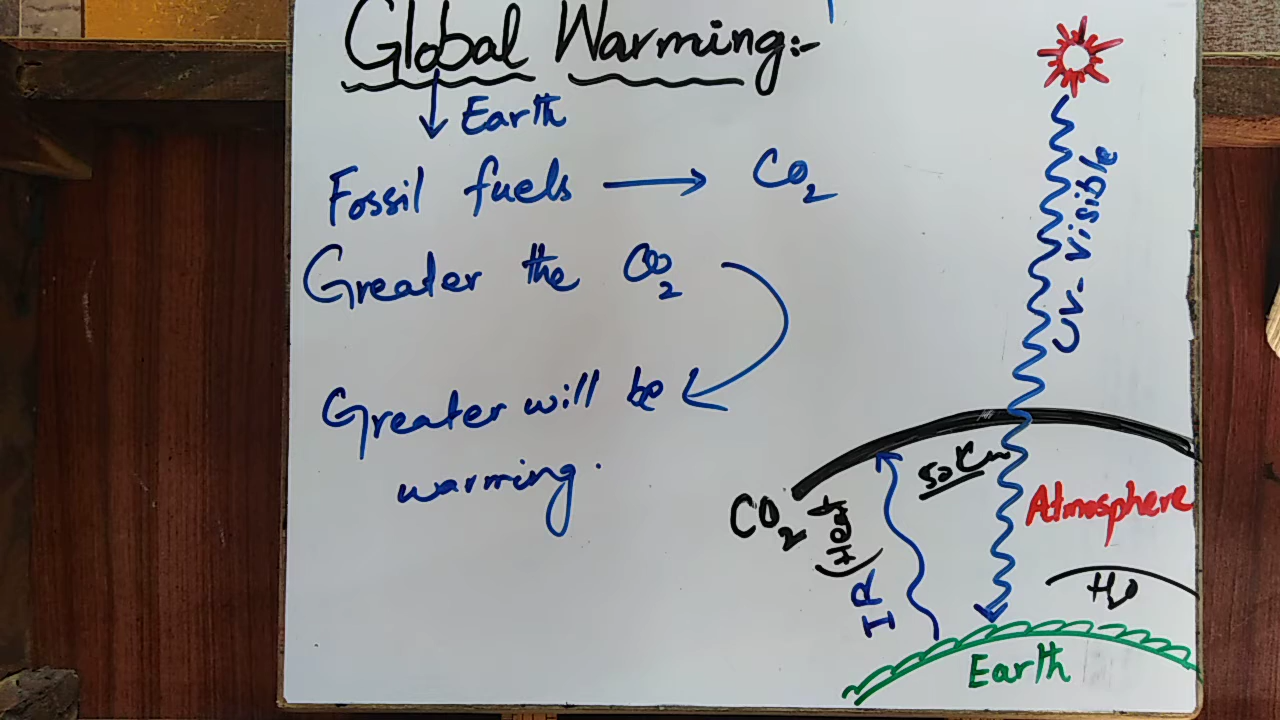 Global Warming:-
Earth
Fossil fuels → CO2
Greater the CO2
Greater will be
warming.
UV-Visible
50 Km
CO2
Heat
IR
Atmosphere
H2O
Earth